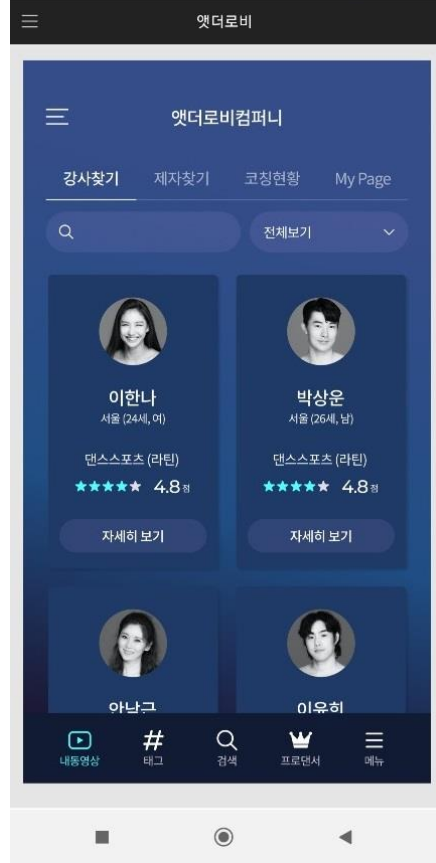 앳더로비
앳더로비컴퍼니
강사찾기 제자찾기 코칭현황 My Page
전체보기
이한나
서울 (24세, 여)
댄스스포츠 (라틴)
4.8점
자세히 보기
박상운
서울 (26세, 남)
댄스스포츠 (라틴)
4.8점
자세히 보기
이윤희
내동영상 태그 검색 프로댄서 메뉴